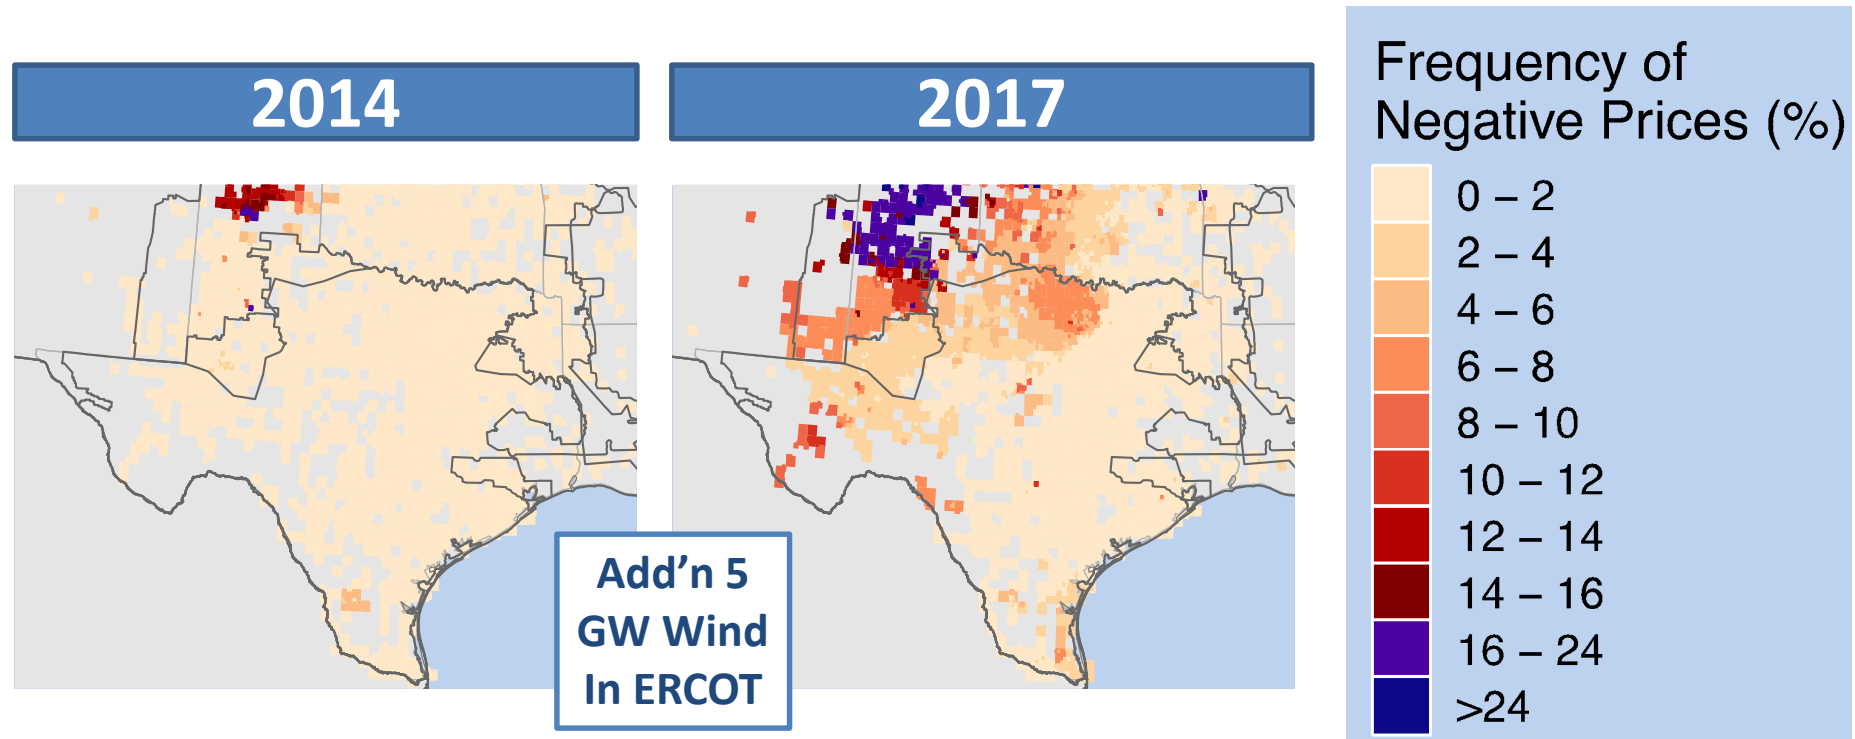 2014
2017
Frequency of
Negative Prices (%)
0 – 2
2 – 4
4 – 6
6 – 8
8 – 10
10 – 12
12 – 14
14 – 16
16 – 24
>24
Add’n 5
GW Wind
In ERCOT